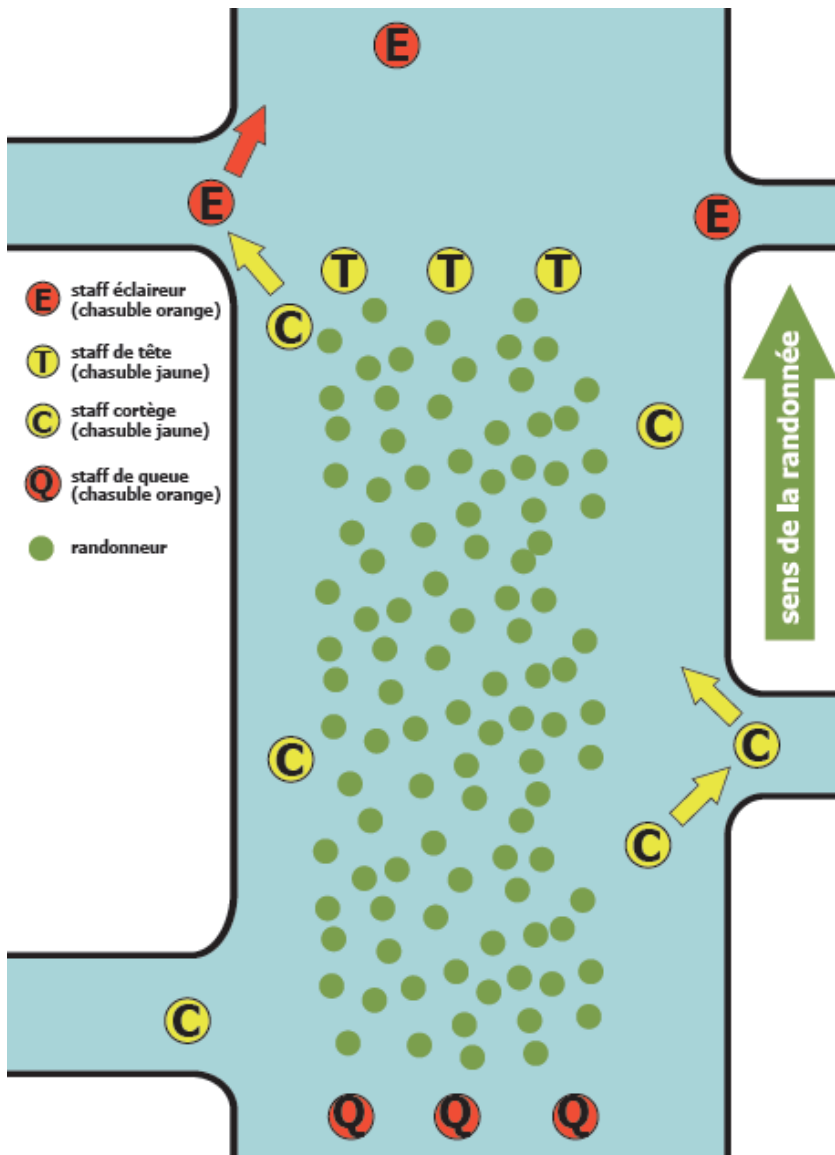 E
E
E
T T T
C
E staff éclaireur
(chasuble orange)
T staff de tête
(chasuble jaune)
C staff cortège
(chasuble jaune)
Q staff de queue
(chasuble orange)
randonneur
C
sens de la randonnée
C
C
C
C
Q Q Q